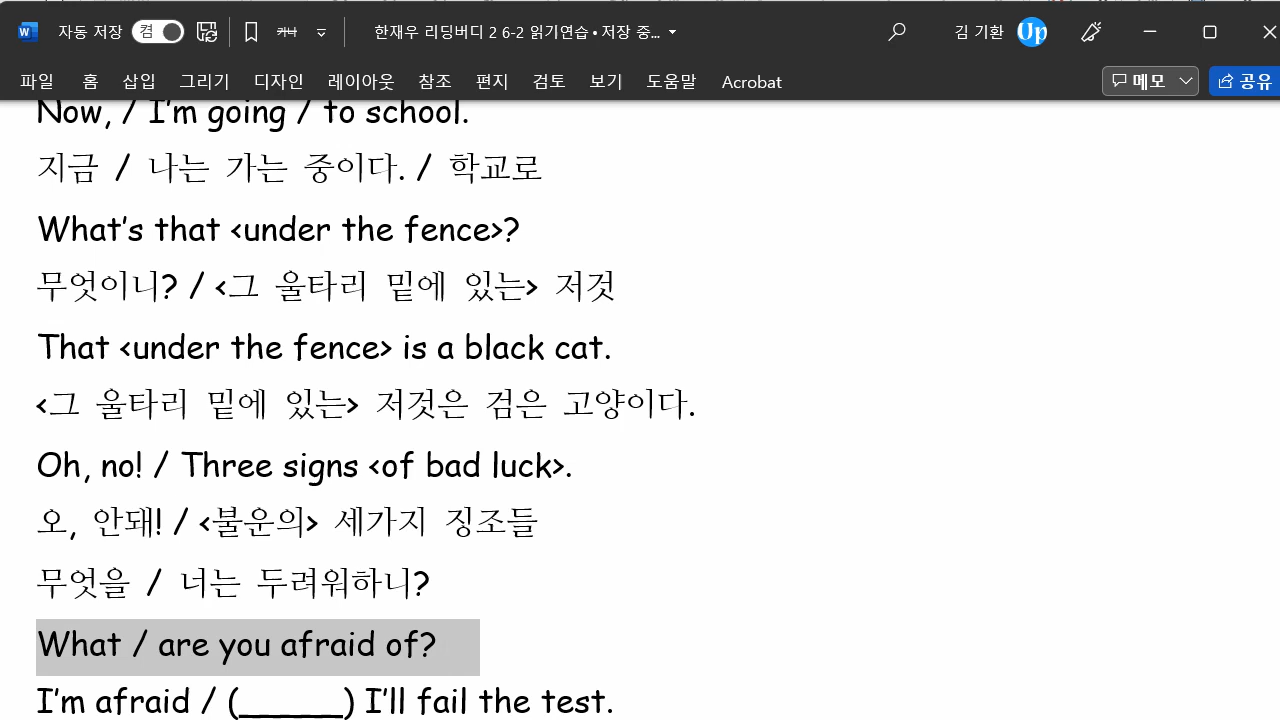 자동 저장 켬 가나 한재우 리딩버디 2 6-2 읽기연습 • 저장 중... 김 기환 Up
파일 홈 삽입 그리기 디자인 레이아웃 참조 편지 검토 보기 도움말 Acrobat 메모 공유
Now, / I'm going / to school.
지금 / 나는 가는 중이다. / 학교로
What's that <under the fence>?
무엇이니? / <그 울타리 밑에 있는> 저것
That <under the fence> is a black cat.
<그 울타리 밑에 있는> 저것은 검은 고양이다.
Oh, no! / Three signs <of bad luck>.
오, 안돼! / <불운의> 세가지 징조들
무엇을 / 너는 두려워하니?
What / are you afraid of?
I'm afraid / (_____) I'll fail the test.